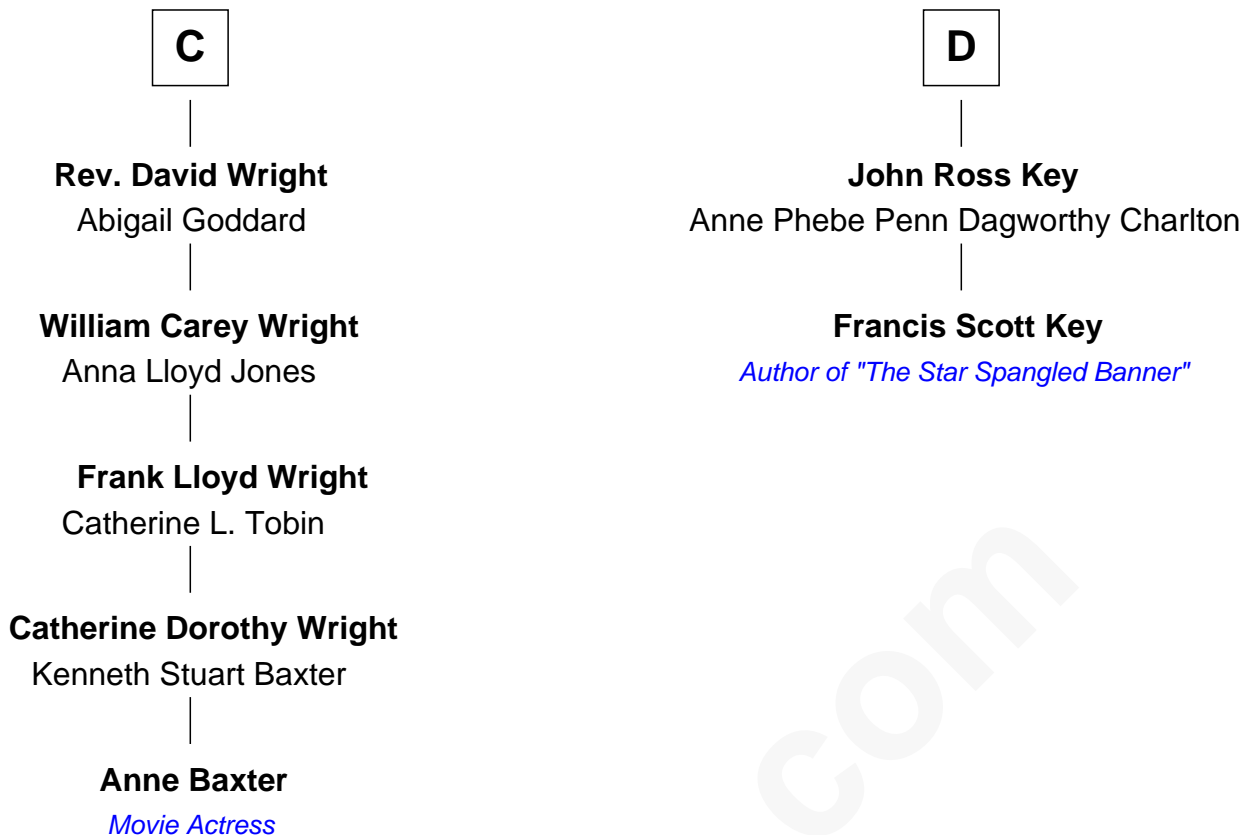 C
Rev. David Wright
Abigail Goddard
William Carey Wright
Anna Lloyd Jones
Frank Lloyd Wright
Catherine L. Tobin
Catherine Dorothy Wright
Kenneth Stuart Baxter
Anne Baxter
Movie Actress
D
John Ross Key
Anne Phebe Penn Dagworthy Charlton
Francis Scott Key
Author of "The Star Spangled Banner"
com